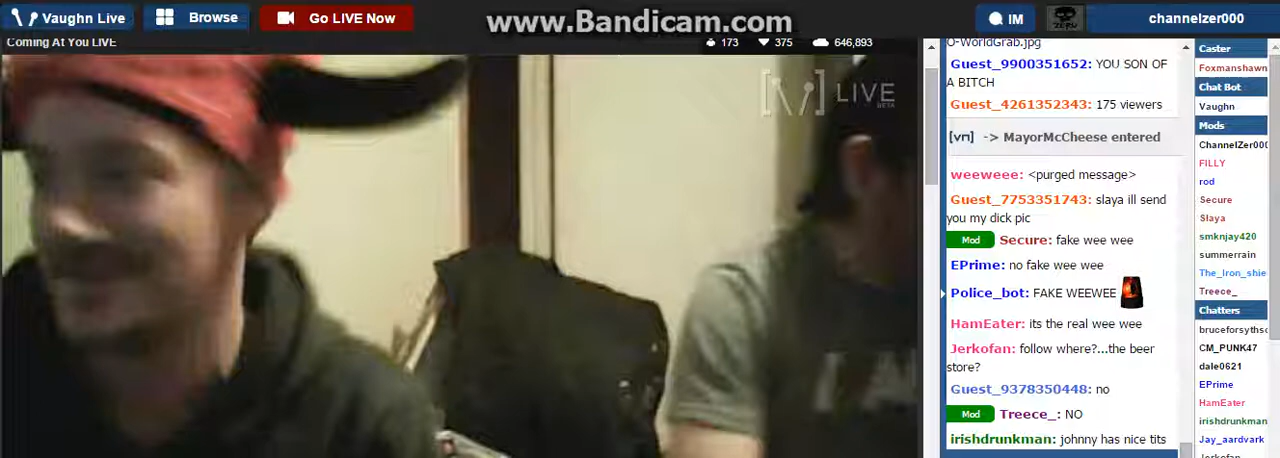 Vaughn Live
Browse
Go LIVE Now
www.Bandicam.com
IM
channelzer000
Coming At You LIVE
173 375 646,893
LIVE
BETA
O-WorldGrab.jpg
Guest_9900351652: YOU SON OF
A BITCH
Guest_4261352343: 175 viewers
-> MayorMcCheese entered
weeweee: <purged message>
Guest_7753351743: slaya ill send
you my dick pic
Mod Secure: fake wee wee
EPrime: no fake wee wee
Police_bot: FAKE WEEWEE
HamEater: its the real wee wee
Jerkofan: follow where?...the beer
store?
Guest_9378350448: no
Mod Treece_: NO
irishdrunkman: johnny has nice tits
Caster
Foxmanshawn
Chat Bot
Vaughn
Mods
ChannelZer000
FILLY
rod
Secure
Slaya
smknjay420
summerrain
The_Iron_shie
Treece_
Chatters
bruceforsythsc
CM_PUNK47
dale0621
EPrime
HamEater
irishdrunkman
Jay_aardvark
Jerkofan